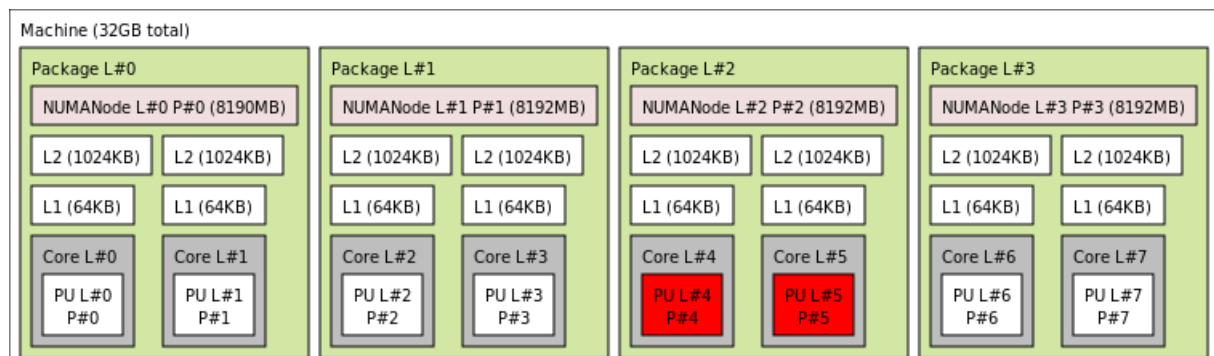 Machine (32GB total)
Package L#0
NUMANode L#0 P#0 (8190MB)
L2 (1024KB)
L2 (1024KB)
L1 (64KB)
L1 (64KB)
Core L#0
PU L#0
P#0
Core L#1
PU L#1
P#1
Package L#1
NUMANode L#1 P#1 (8192MB)
L2 (1024KB)
L2 (1024KB)
L1 (64KB)
L1 (64KB)
Core L#2
PU L#2
P#2
Core L#3
PU L#3
P#3
Package L#2
NUMANode L#2 P#2 (8192MB)
L2 (1024KB)
L2 (1024KB)
L1 (64KB)
L1 (64KB)
Core L#4
PU L#4
P#4
Core L#5
PU L#5
P#5
Package L#3
NUMANode L#3 P#3 (8192MB)
L2 (1024KB)
L2 (1024KB)
L1 (64KB)
L1 (64KB)
Core L#6
PU L#6
P#6
Core L#7
PU L#7
P#7